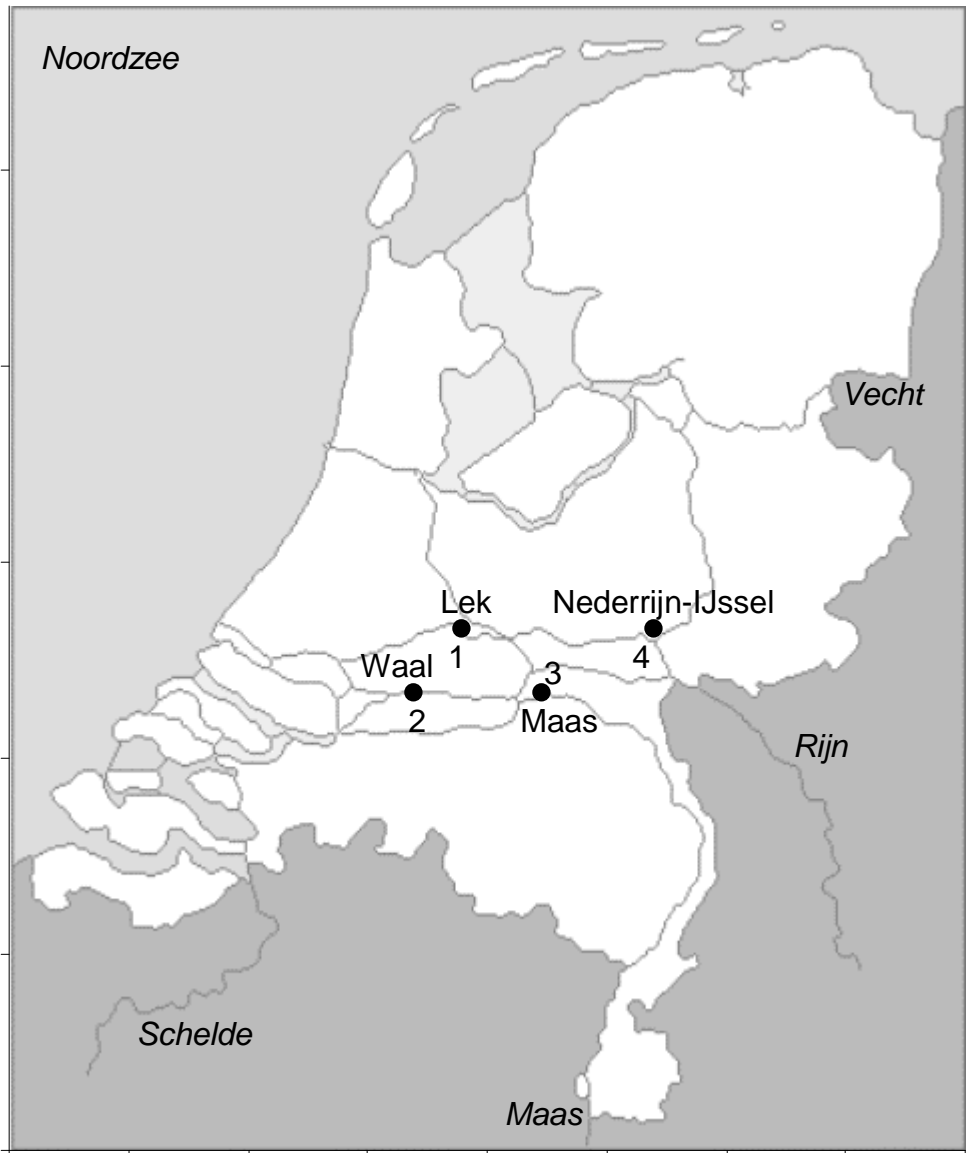 Noordzee
Vecht
Lek
Nederrijn-IJssel
1
4
Waal
3
2
Maas
Rijn
Schelde
Maas